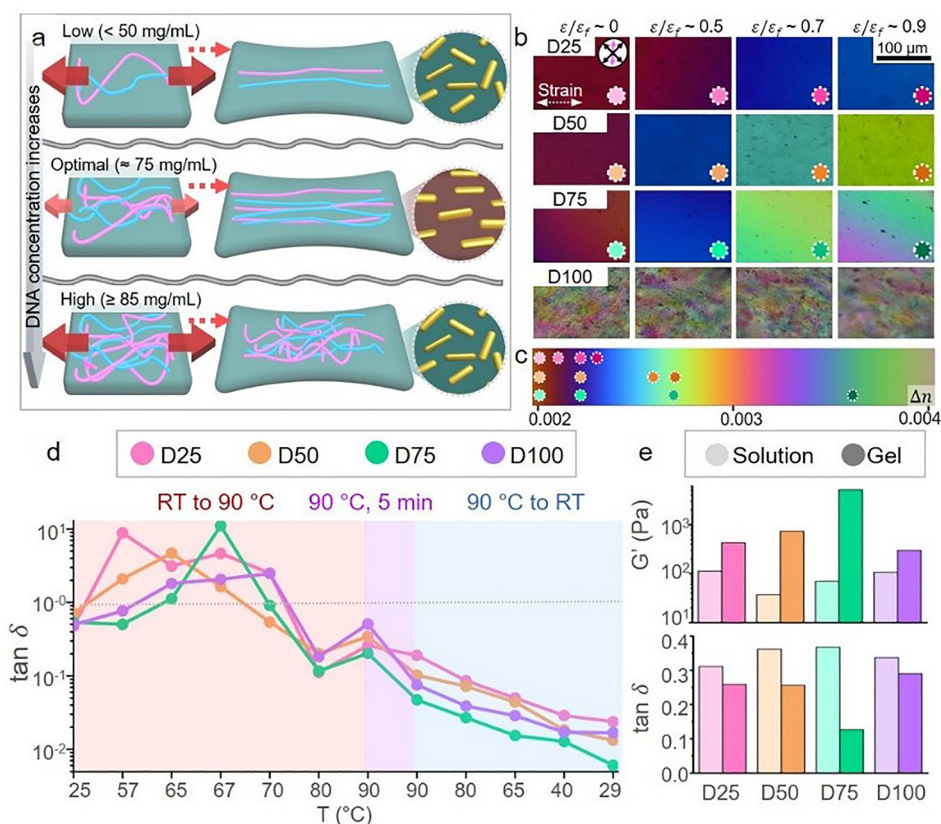 a
Low (< 50 mg/mL)
Optimal (≈ 75 mg/mL)
High (≥ 85 mg/mL)
DNA concentration increases
b
ε/εf ~ 0
ε/εf ~ 0.5
ε/εf ~ 0.7
ε/εf ~ 0.9
D25
100 μm
Strain
D50
D75
D100
c
Δn
0.002
0.003
0.004
d
D25
D50
D75
D100
RT to 90 °C
90 °C, 5 min
90 °C to RT
tan δ
10¹
10⁻⁰
10⁻¹
10⁻²
25 57 65 67 70 80 90 90 80 65 40 29
T (°C)
e
Solution
Gel
G' (Pa)
10³
10²
10¹
tan δ
0.4
0.3
0.2
0.1
0.0
D25 D50 D75 D100